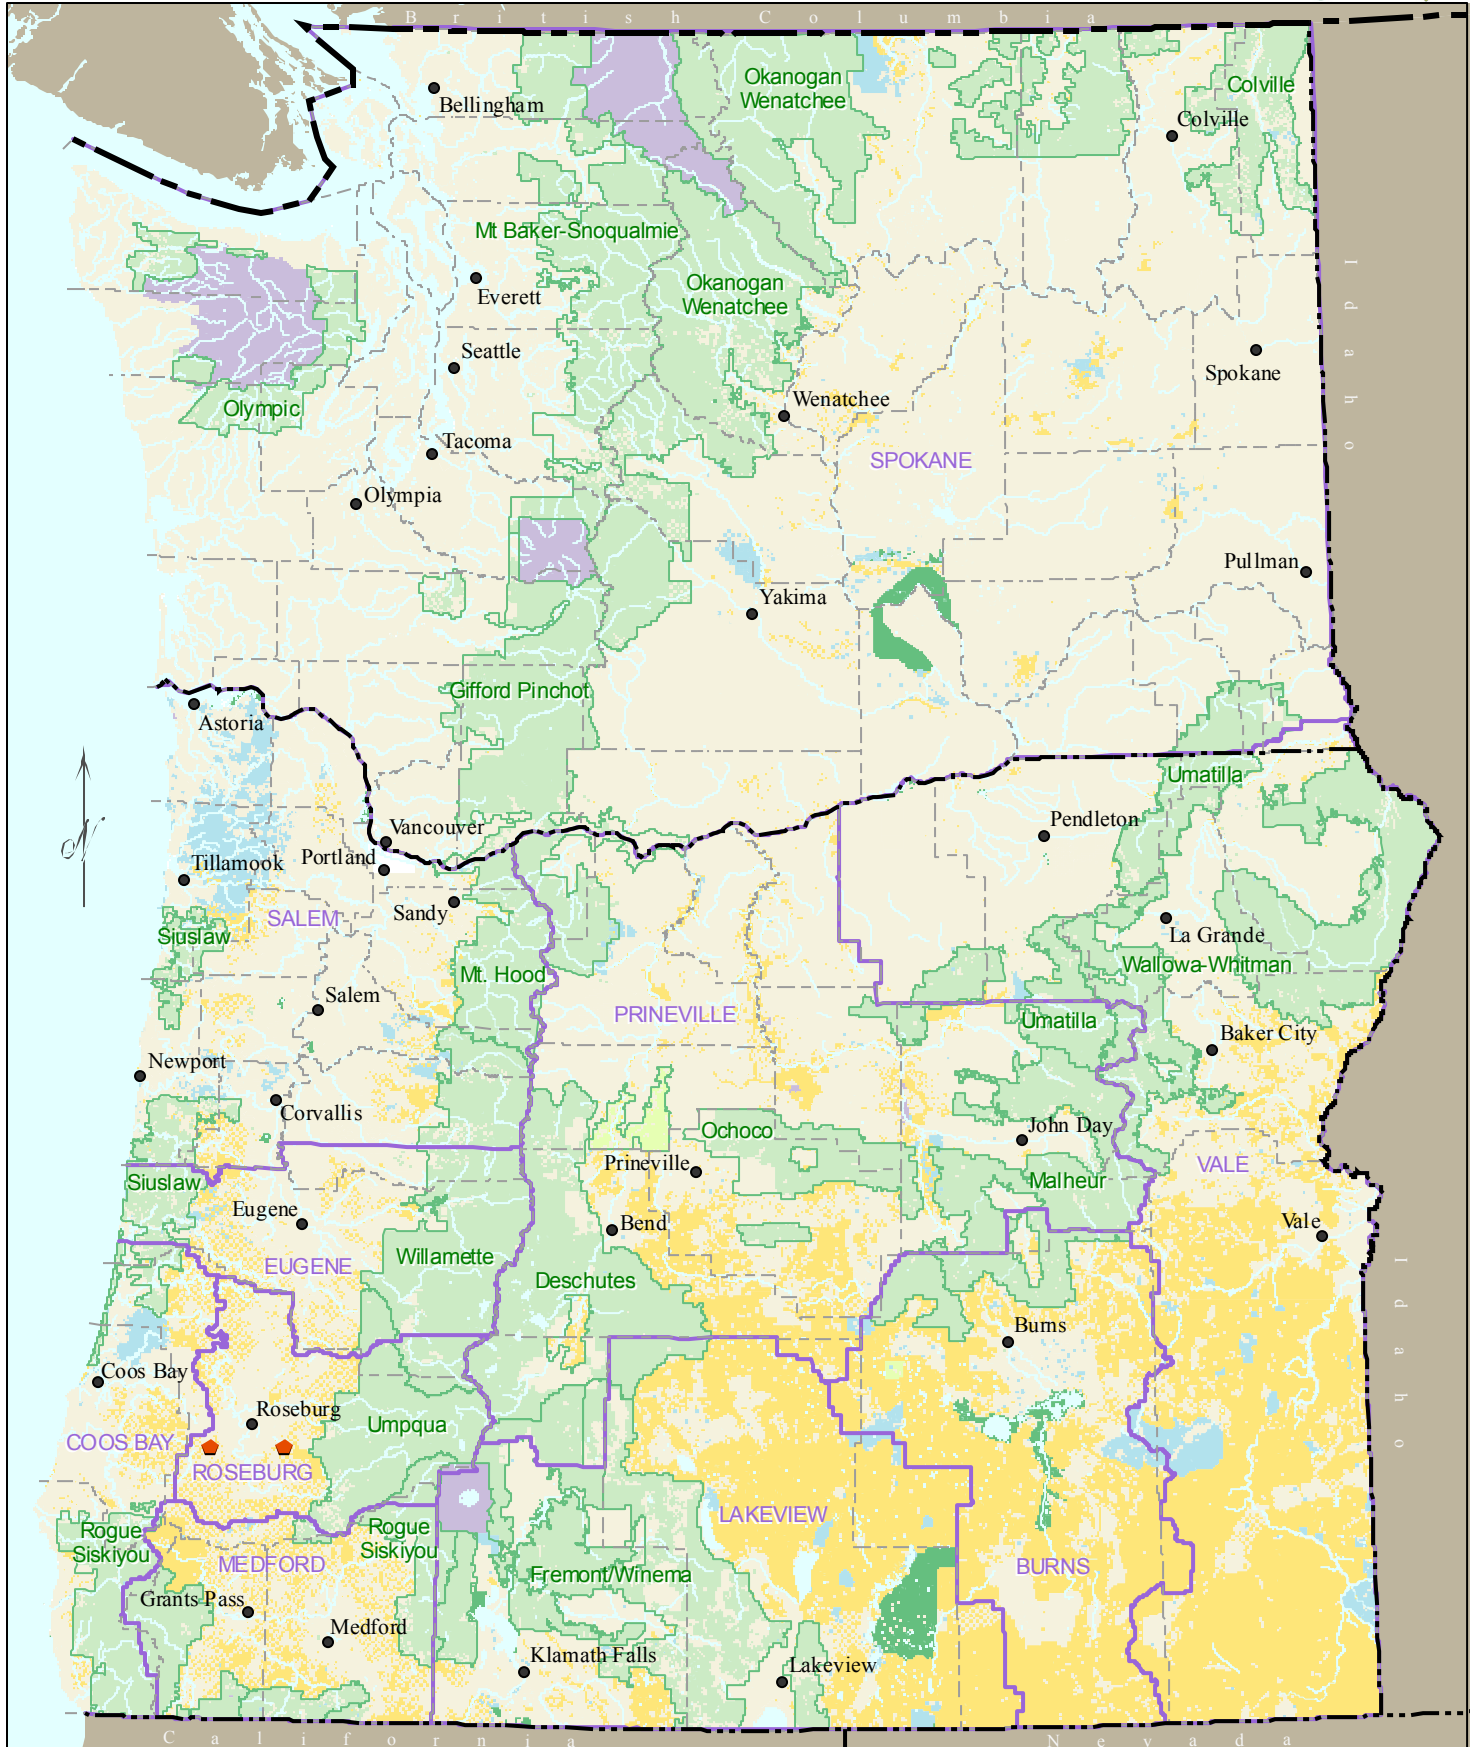 British Columbia
Okanogan
Wenatchee
Colville
Bellingham
Colville
Mt Baker-Snoqualmie
Okanogan
Wenatchee
Everett
Idaho
Seattle
Spokane
Wenatchee
Olympic
Tacoma
SPOKANE
Olympia
Pullman
Yakima
Gifford Pinchot
Astoria
Umatilla
Vancouver
Pendleton
Portland
Tillamook
Sandy
SALEM
Siuslaw
La Grande
Wallowa-Whitman
Mt. Hood
Salem
PRINEVILLE
Umatilla
Baker City
Newport
Corvallis
Ochoco
John Day
Prineville
VALE
Siuslaw
Malheur
Eugene
Bend
Vale
Willamette
EUGENE
Deschutes
Idaho
Burns
Coos Bay
Roseburg
Umpqua
COOS BAY
ROSEBURG
LAKEVIEW
Rogue
Siskiyou
Rogue
Siskiyou
MEDFORD
Fremont/Winema
BURNS
Grants Pass
Medford
Klamath Falls
Lakeview
California
Nevada